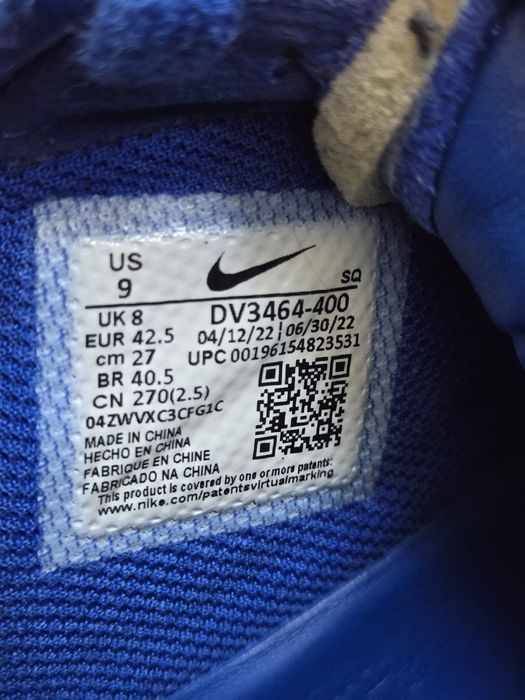 US
9
SQ
UK 8
EUR 42.5
cm 27
BR 40.5
CN 270(2.5)
DV3464-400
04/12/22 | 06/30/22
UPC 00196154823531
04ZWVXC3CFG1C
MADE IN CHINA
HECHO EN CHINA
FABRIQUE EN CHINE
FABRICADO NA CHINA
This product is covered by one or more patents:
www.nike.com/patentsvirtualmarking